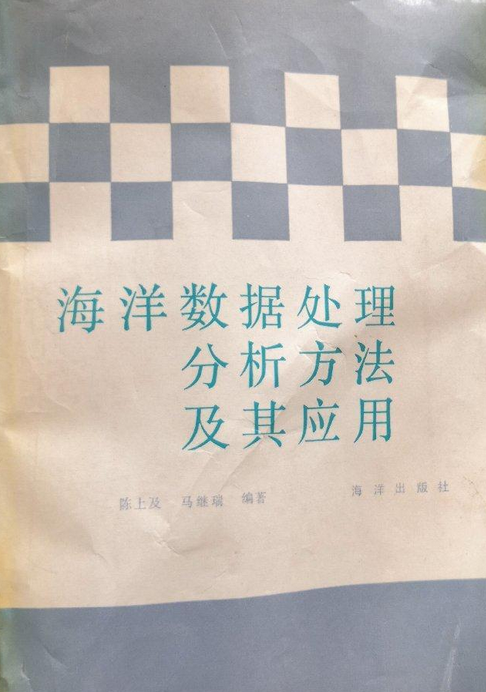 海洋数据处理
分析方法
及其应用
陈上及 马继瑞 编著
海洋出版社